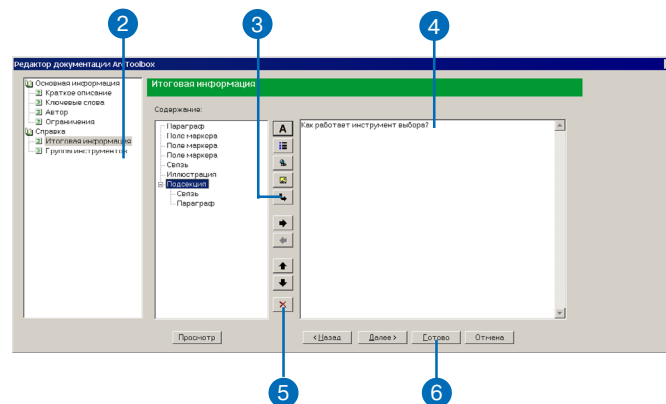 2
3
4
Редактор документации ArcToolbox
Основная информация
Краткое описание
Ключевые слова
Автор
Ограничения
Справка
Итоговая информация
Группы инструментов
Итоговая информация
Содержание:
Параграф
Поле маркера
Поле маркера
Поле маркера
Связь
Иллюстрация
Подсекция
Связь
Параграф
A
Как работает инструмент выбора?
Просмотр
<Назад
Далее>
Готово
Отмена
5
6